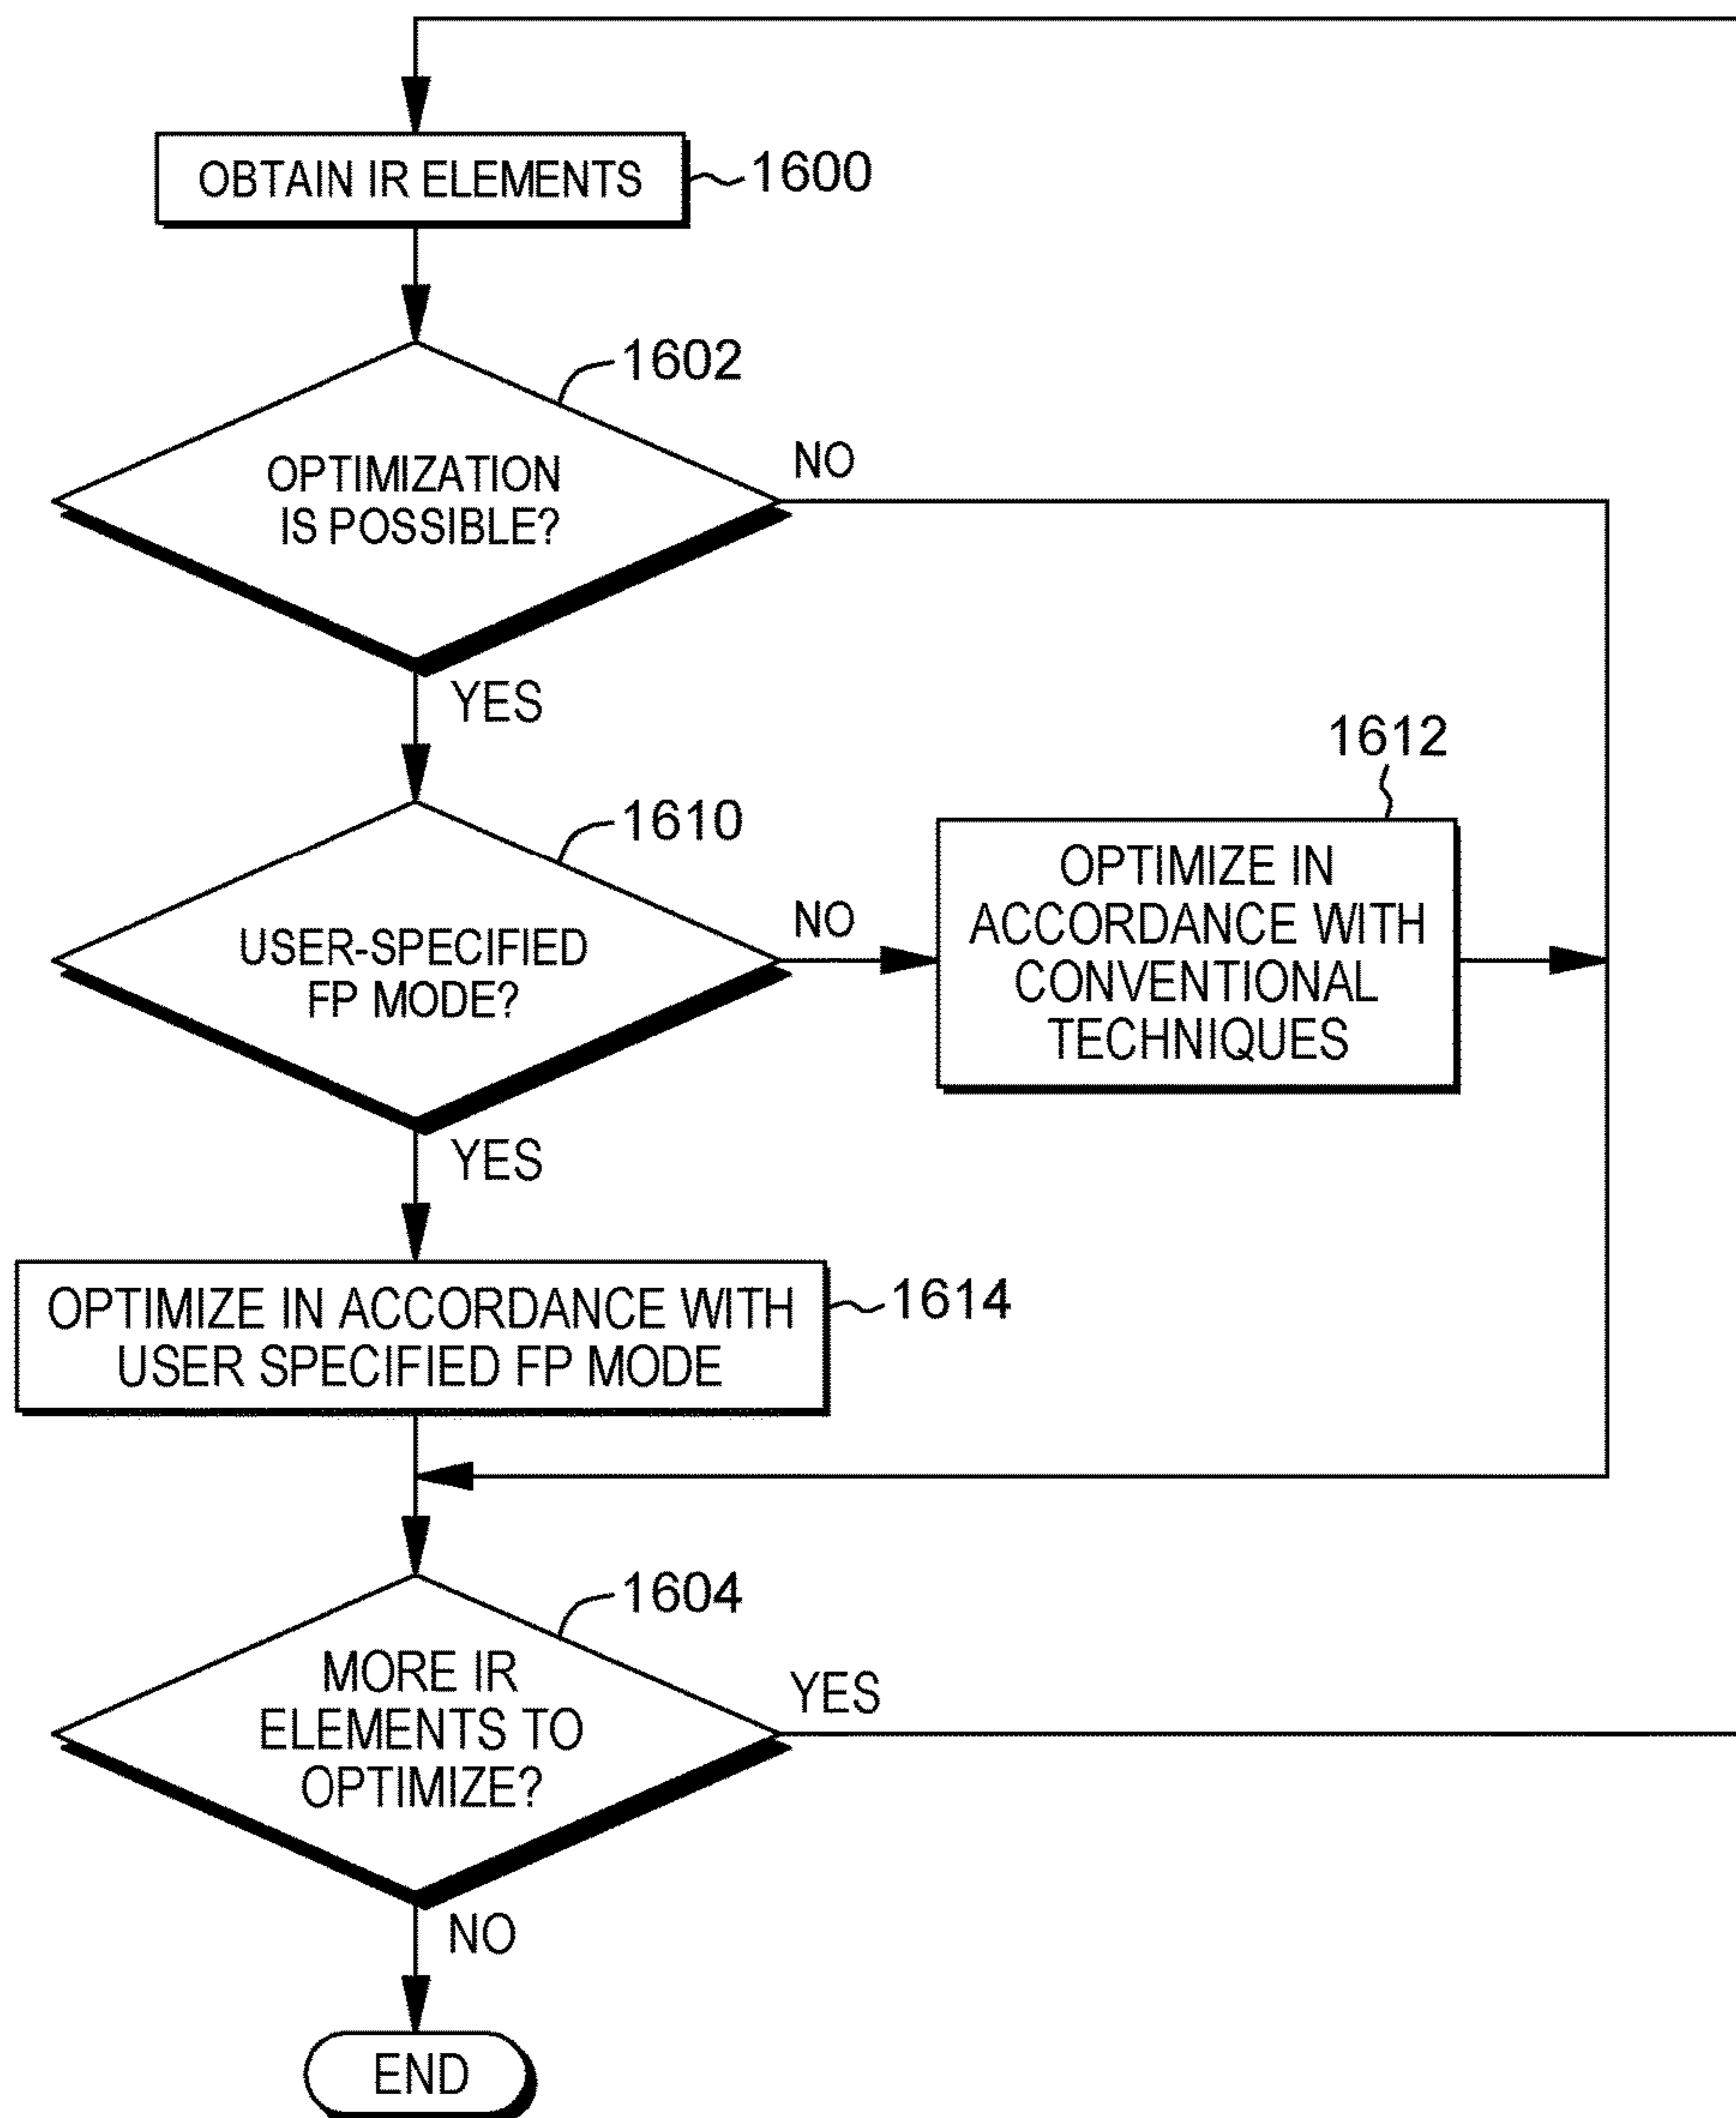 OBTAIN IR ELEMENTS
1600
1602
OPTIMIZATION
IS POSSIBLE?
NO
YES
1610
USER-SPECIFIED
FP MODE?
NO
1612
OPTIMIZE IN
ACCORDANCE WITH
CONVENTIONAL
TECHNIQUES
YES
OPTIMIZE IN ACCORDANCE WITH
USER SPECIFIED FP MODE
1614
1604
MORE IR
ELEMENTS TO
OPTIMIZE?
YES
NO
END